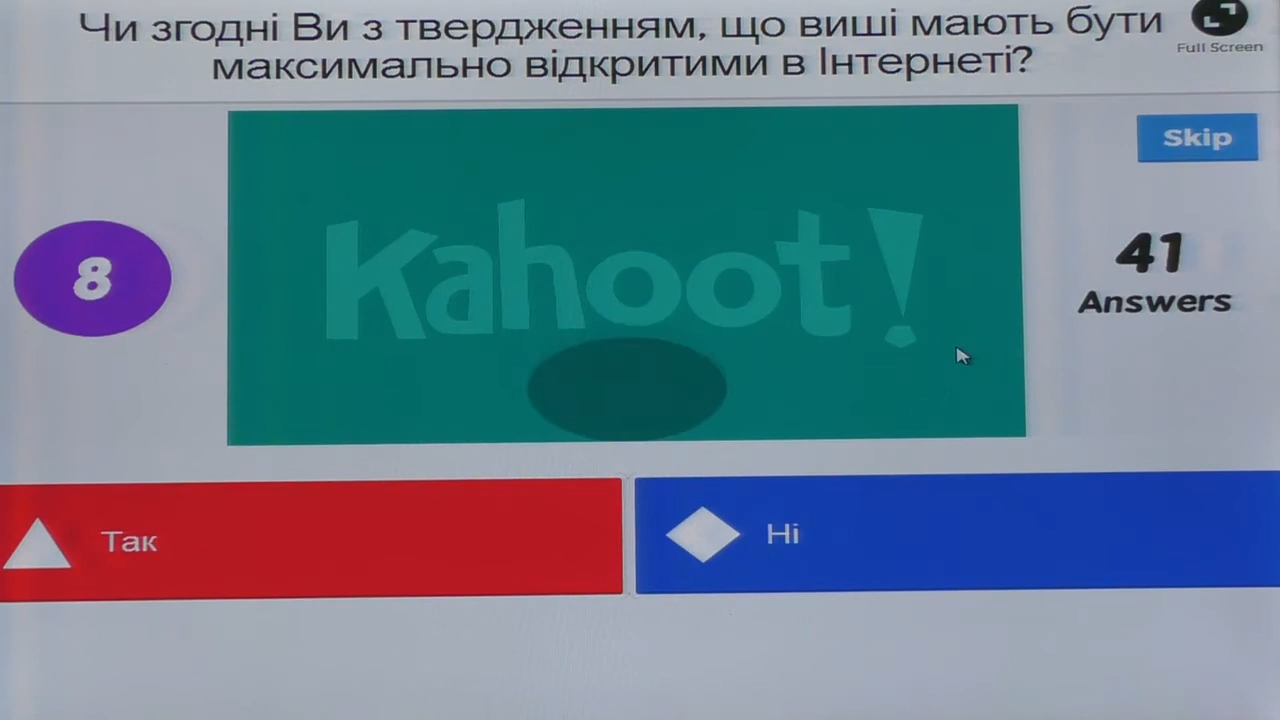 Чи згодні Ви з твердженням, що виші мають бути
максимально відкритими в Інтернеті?
Full Screen
Skip
8
Kahoot!
41
Answers
Так
Ні